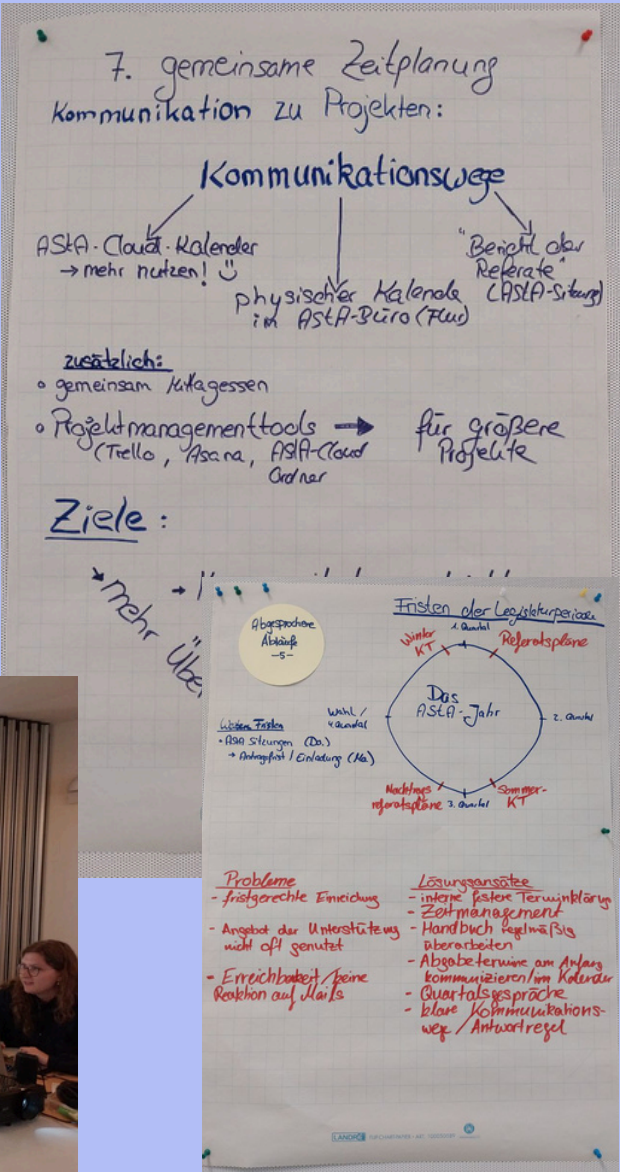 7. gemeinsame Zeitplanung
Kommunikation zu Projekten:
Kommunikationswege
AStA-Cloud-Kalender
→ mehr nutzen! ☺
physischer Kalender
im AStA-Büro (Flur)
"Bericht der
Referate"
(AStA-Sitzung)
zusätzlich:
• gemeinsam Mittagessen
• Projektmanagementtools → für größere
Projekte
(Trello, Asana, AStA-Cloud
Ordner
Ziele:
mehr Über
Abgesprochene
Abläufe
-5-
Fristen der Legislaturperiode
1. Quartal
Winter
KT
Referatspläne
Das
AStA-Jahr
Wahl /
4. Quartal
2. Quartal
Nachtrags
referatspläne
3. Quartal
Sommer-
KT
Fristen
• AStA Sitzungen (Do.)
→ Antragsfrist / Einladung (Mo.)
Probleme
- fristgerechte Einreichung
- Angebot der Unterstützung
nicht oft genutzt
- Erreichbarkeit / keine
Reaktion auf Mails
Lösungsansätze
- interne festere Terminklärung
- Zeitmanagement
- Handbuch regelmäßig
überarbeiten
- Abgabetermine am Anfang
kommunizieren / im Kalender
- Quartalsgespräche
- klare Kommunikations-
wege / Antwortregel